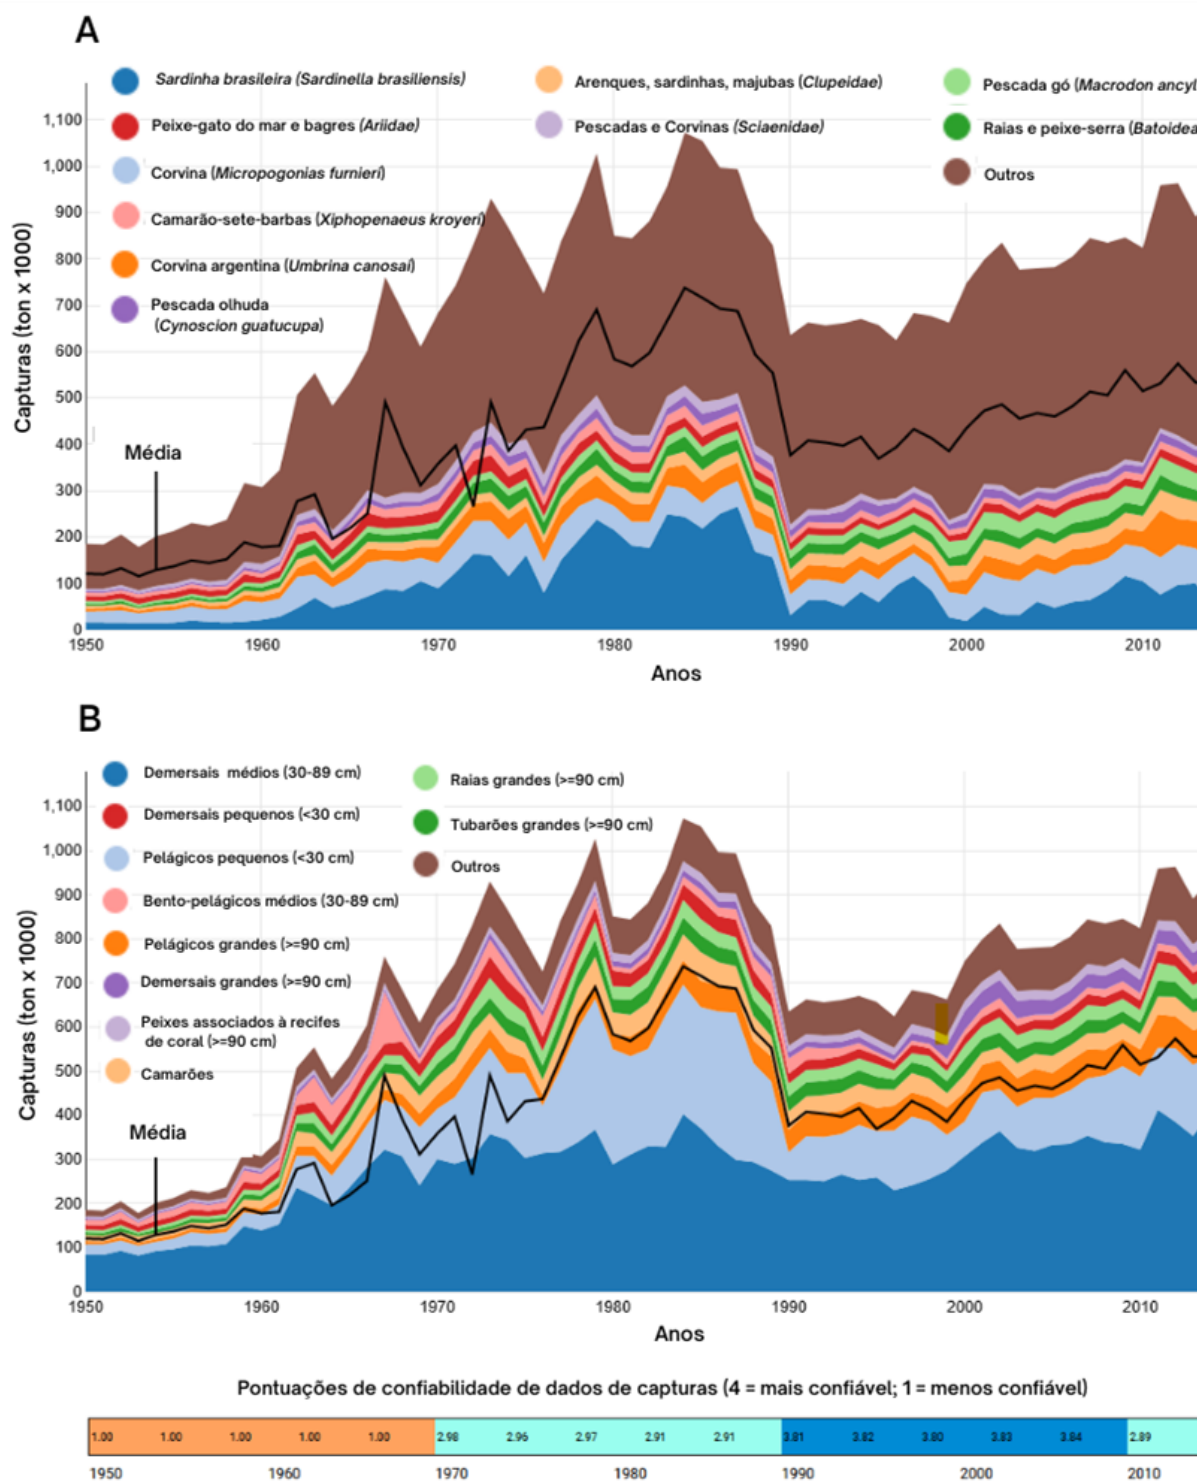 A
Sardinha brasileira (Sardinella brasiliensis)
Peixe-gato do mar e bagres (Ariidae)
Corvina (Micropogonias furnieri)
Camarão-sete-barbas (Xiphopenaeus kroyeri)
Corvina argentina (Umbrina canosai)
Pescada olhuda
(Cynoscion guatucupa)
Arenques, sardinhas, majubas (Clupeidae)
Pescadas e Corvinas (Sciaenidae)
Pescada gó (Macrodon ancyl
Raias e peixe-serra (Batoidea
Outros
Capturas (ton x 1000)
1,100
1,000
900
800
700
600
500
400
300
200
100
0
Média
1950 1960 1970 1980 1990 2000 2010
Anos
B
Demersais médios (30-89 cm)
Demersais pequenos (<30 cm)
Pelágicos pequenos (<30 cm)
Bento-pelágicos médios (30-89 cm)
Pelágicos grandes (>=90 cm)
Demersais grandes (>=90 cm)
Peixes associados à recifes
de coral (>=90 cm)
Camarões
Raias grandes (>=90 cm)
Tubarões grandes (>=90 cm)
Outros
Capturas (ton x 1000)
1,100
1,000
900
800
700
600
500
400
300
200
100
0
Média
1950 1960 1970 1980 1990 2000 2010
Anos
Pontuações de confiabilidade de dados de capturas (4 = mais confiável; 1 = menos confiável)
1.00 1.00 1.00 1.00 1.00 2.98 2.96 2.97 2.91 2.91 3.81 3.82 3.80 3.83 3.84 2.89
1950 1960 1970 1980 1990 2000 2010